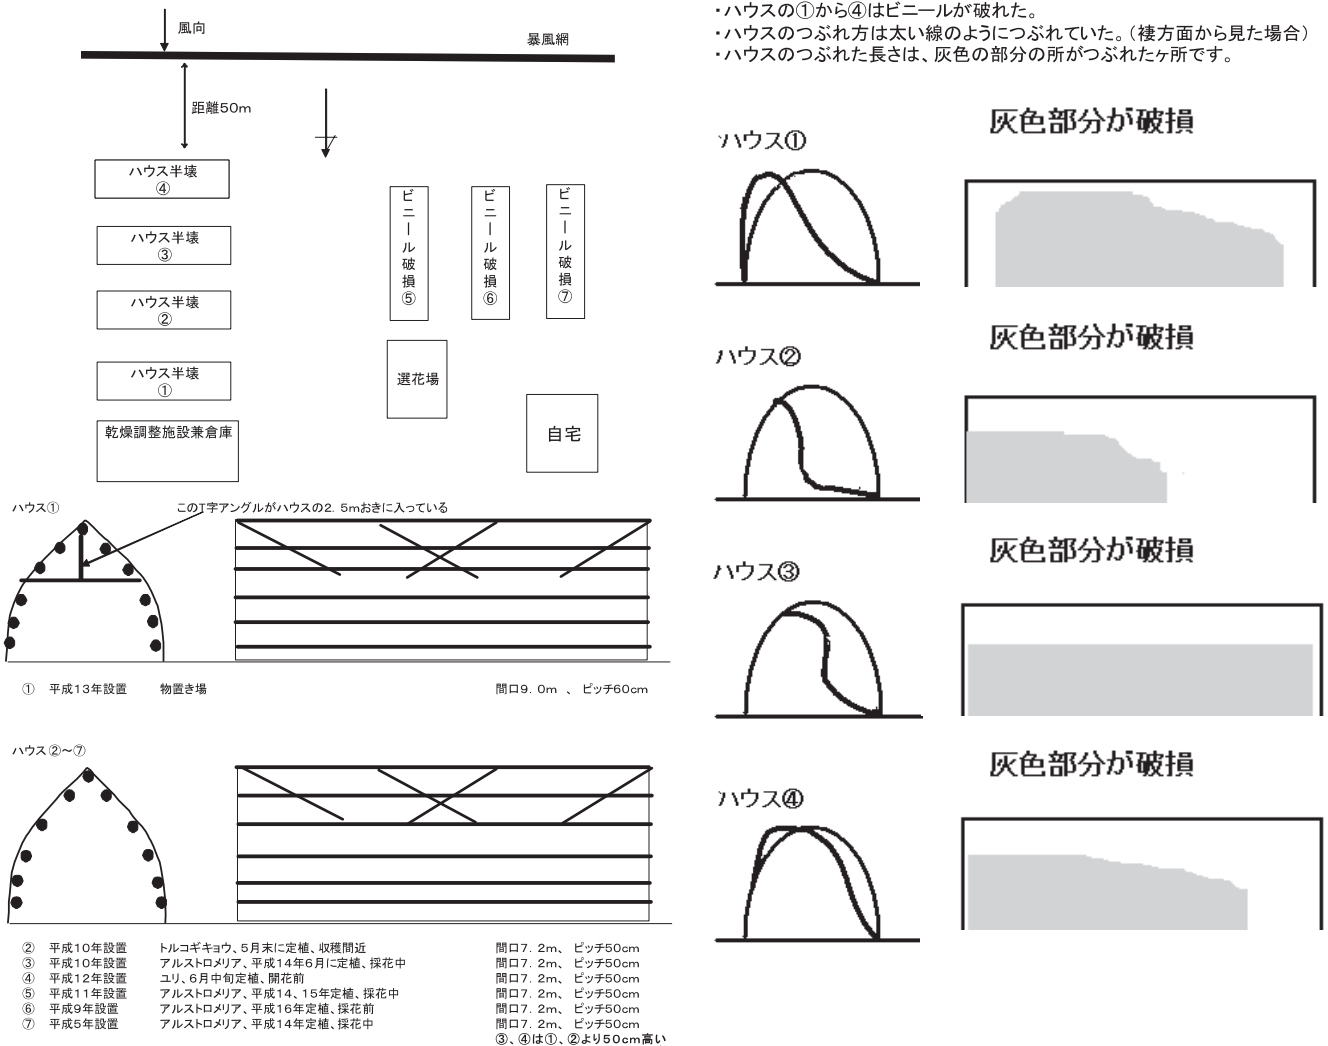 風向
暴風網
距離50m
ハウス半壊
④
ハウス半壊
③
ハウス半壊
②
ハウス半壊
①
乾燥調整施設兼倉庫
ビニール破損⑤
ビニール破損⑥
ビニール破損⑦
選花場
自宅
ハウス①
このT字アングルがハウスの2．5mおきに入っている
①　平成13年設置　物置き場　間口9．0m　、ピッチ60cm
ハウス②～⑦
②　平成10年設置　トルコギキョウ、5月末に定植、収穫間近　間口7．2m、ピッチ50cm
③　平成10年設置　アルストロメリア、平成14年6月に定植、採花中　間口7．2m、ピッチ50cm
④　平成12年設置　ユリ、6月中旬定植、開花前　間口7．2m、ピッチ50cm
⑤　平成11年設置　アルストロメリア、平成14、15年定植、採花中　間口7．2m、ピッチ50cm
⑥　平成9年設置　アルストロメリア、平成16年定植、採花前　間口7．2m、ピッチ50cm
⑦　平成5年設置　アルストロメリア、平成14年定植、採花中　間口7．2m、ピッチ50cm
③、④は①、②より50cm高い
・ハウスの①から④はビニールが破れた。
・ハウスのつぶれ方は太い線のようにつぶれていた。（棲方面から見た場合）
・ハウスのつぶれた長さは、灰色の部分の所がつぶれたヶ所です。
ハウス①
灰色部分が破損
ハウス②
灰色部分が破損
ハウス③
灰色部分が破損
ハウス④
灰色部分が破損